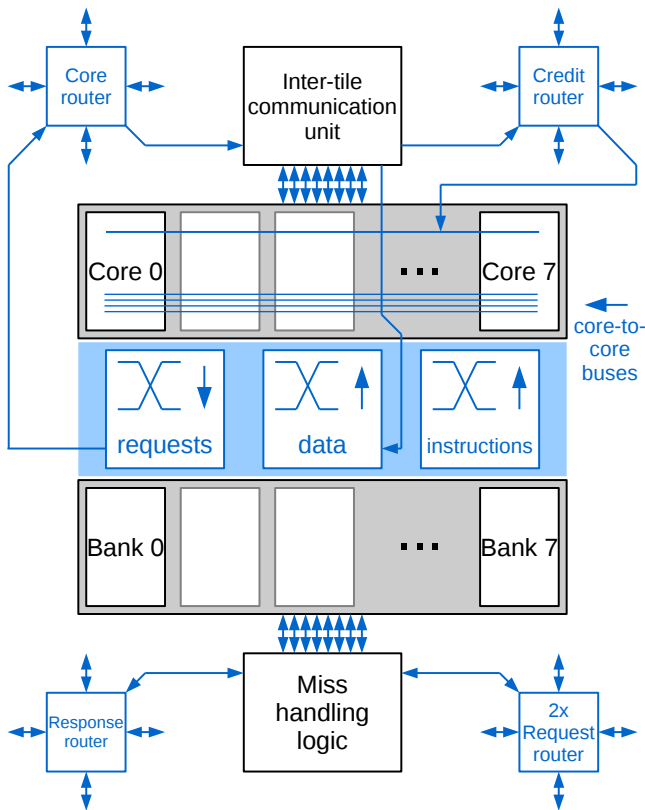 Core
router
Inter-tile
communication
unit
Credit
router
Core 0
...
Core 7
core-to-
core
buses
requests
data
instructions
Bank 0
...
Bank 7
Response
router
Miss
handling
logic
2x
Request
router